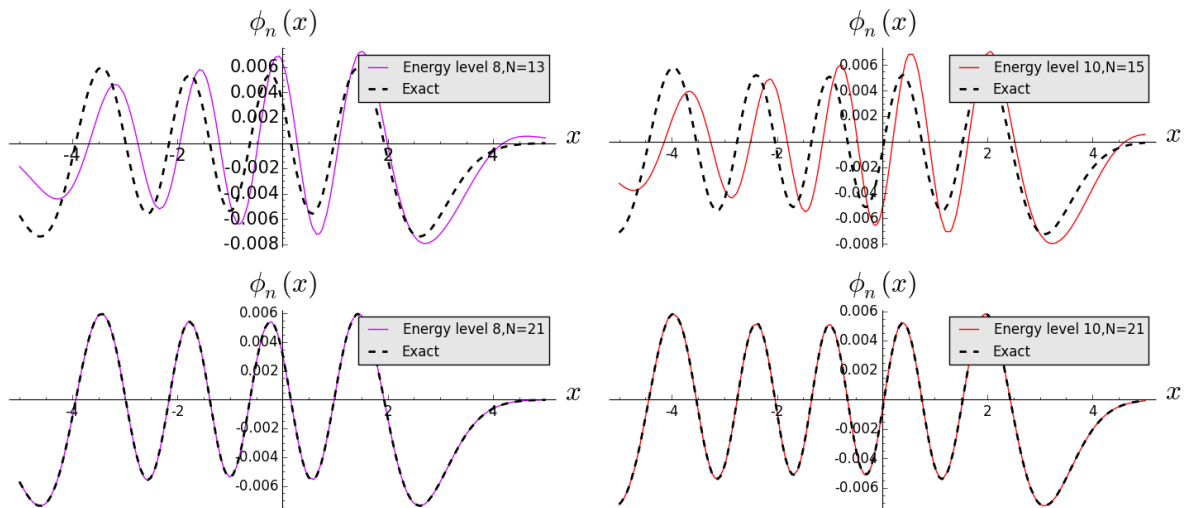 ϕₙ(x)
Energy level 8,N=13
Exact
0.006
0.004
0.002
x
-4
-2
2
4
-0.002
-0.004
-0.006
-0.008
ϕₙ(x)
Energy level 10,N=15
Exact
0.006
0.004
0.002
x
-4
-2
2
4
-0.002
-0.004
-0.006
-0.008
ϕₙ(x)
Energy level 8,N=21
Exact
0.006
0.004
0.002
x
-4
-2
2
4
-0.002
-0.004
-0.006
ϕₙ(x)
Energy level 10,N=21
Exact
0.006
0.004
0.002
x
-4
-2
2
4
-0.002
-0.004
-0.006